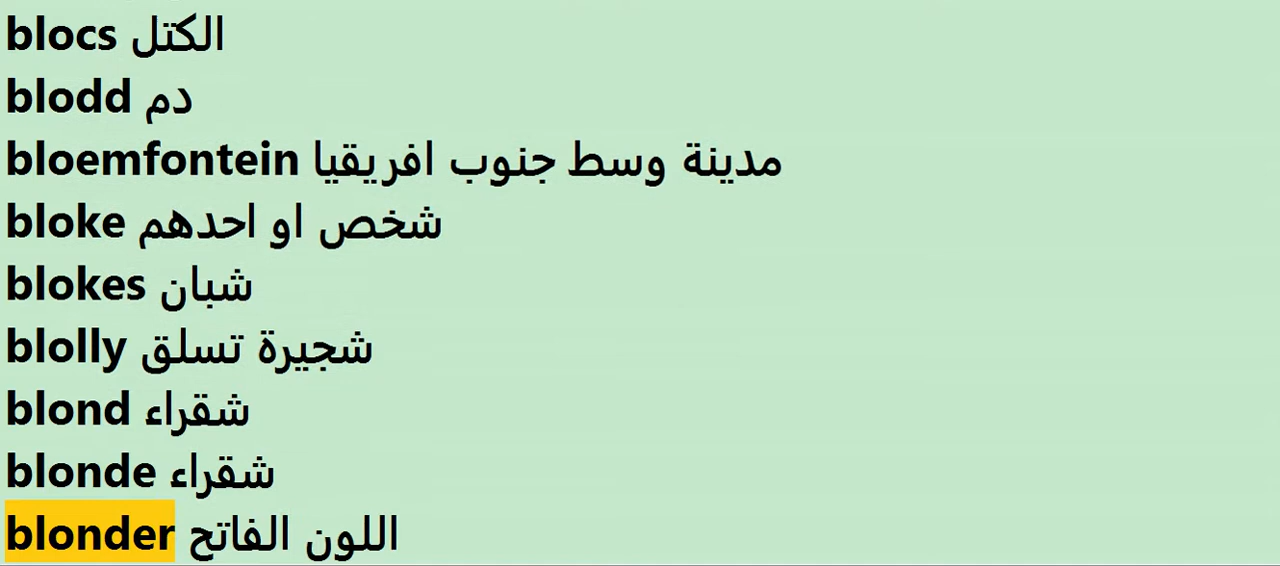 blocs الكتل
blodd دم
bloemfontein مدينة وسط جنوب افريقيا
bloke شخص او احدهم
blokes شبان
blolly شجيرة تسلق
blond شقراء
blonde شقراء
blonder اللون الفاتح